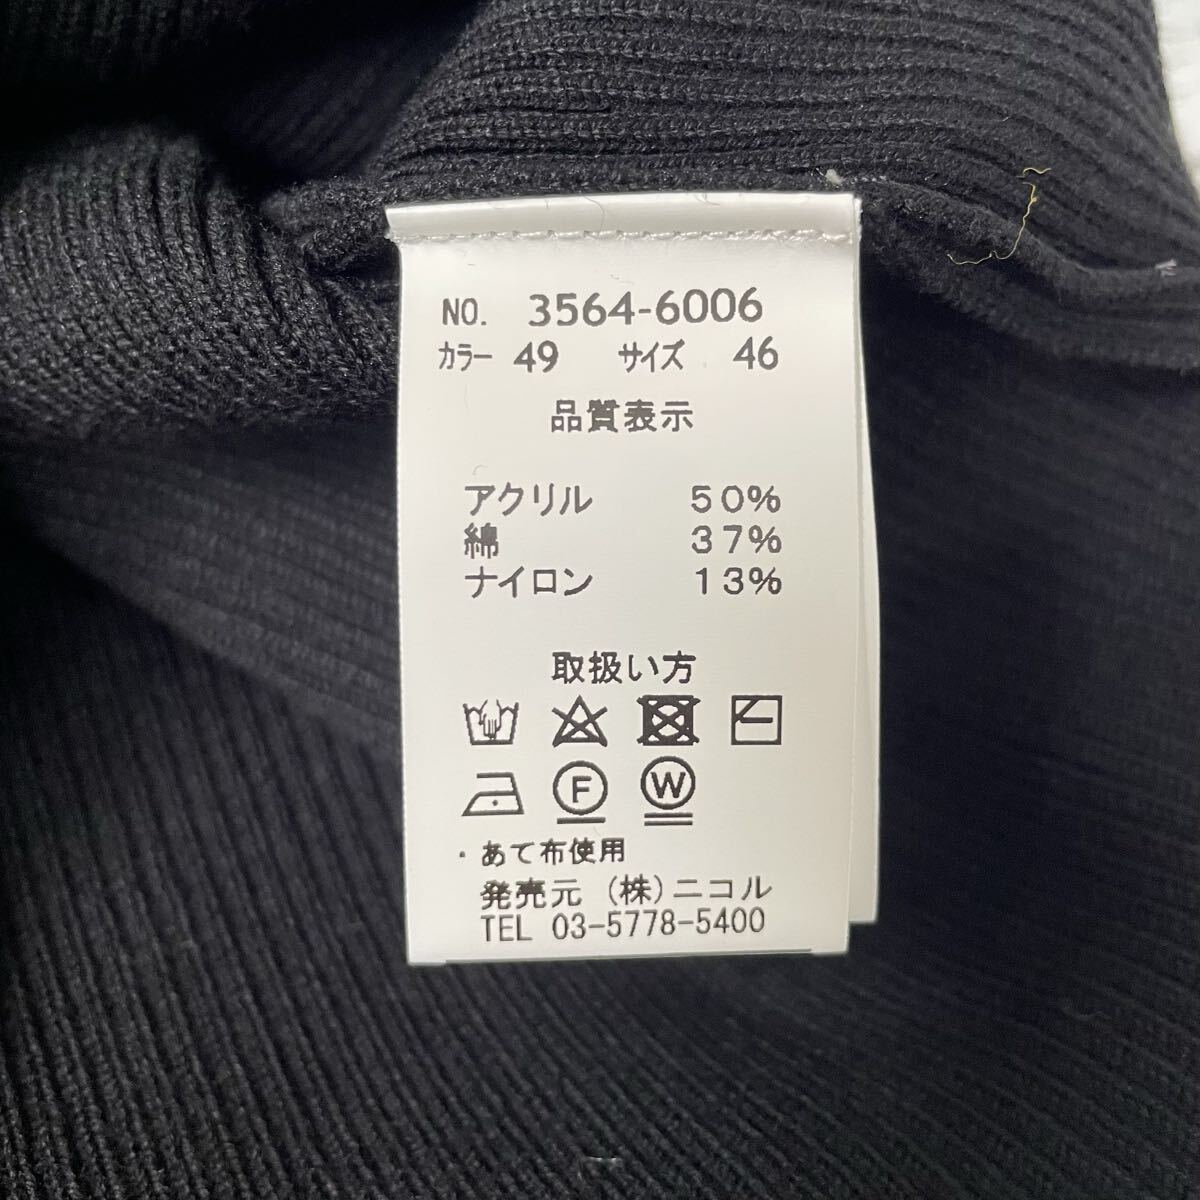 NO. 3564-6006
カラー 49 サイズ 46
品質表示
アクリル 50%
綿 37%
ナイロン 13%
取扱い方
F W
・あて布使用
発売元 (株)ニコル
TEL 03-5778-5400